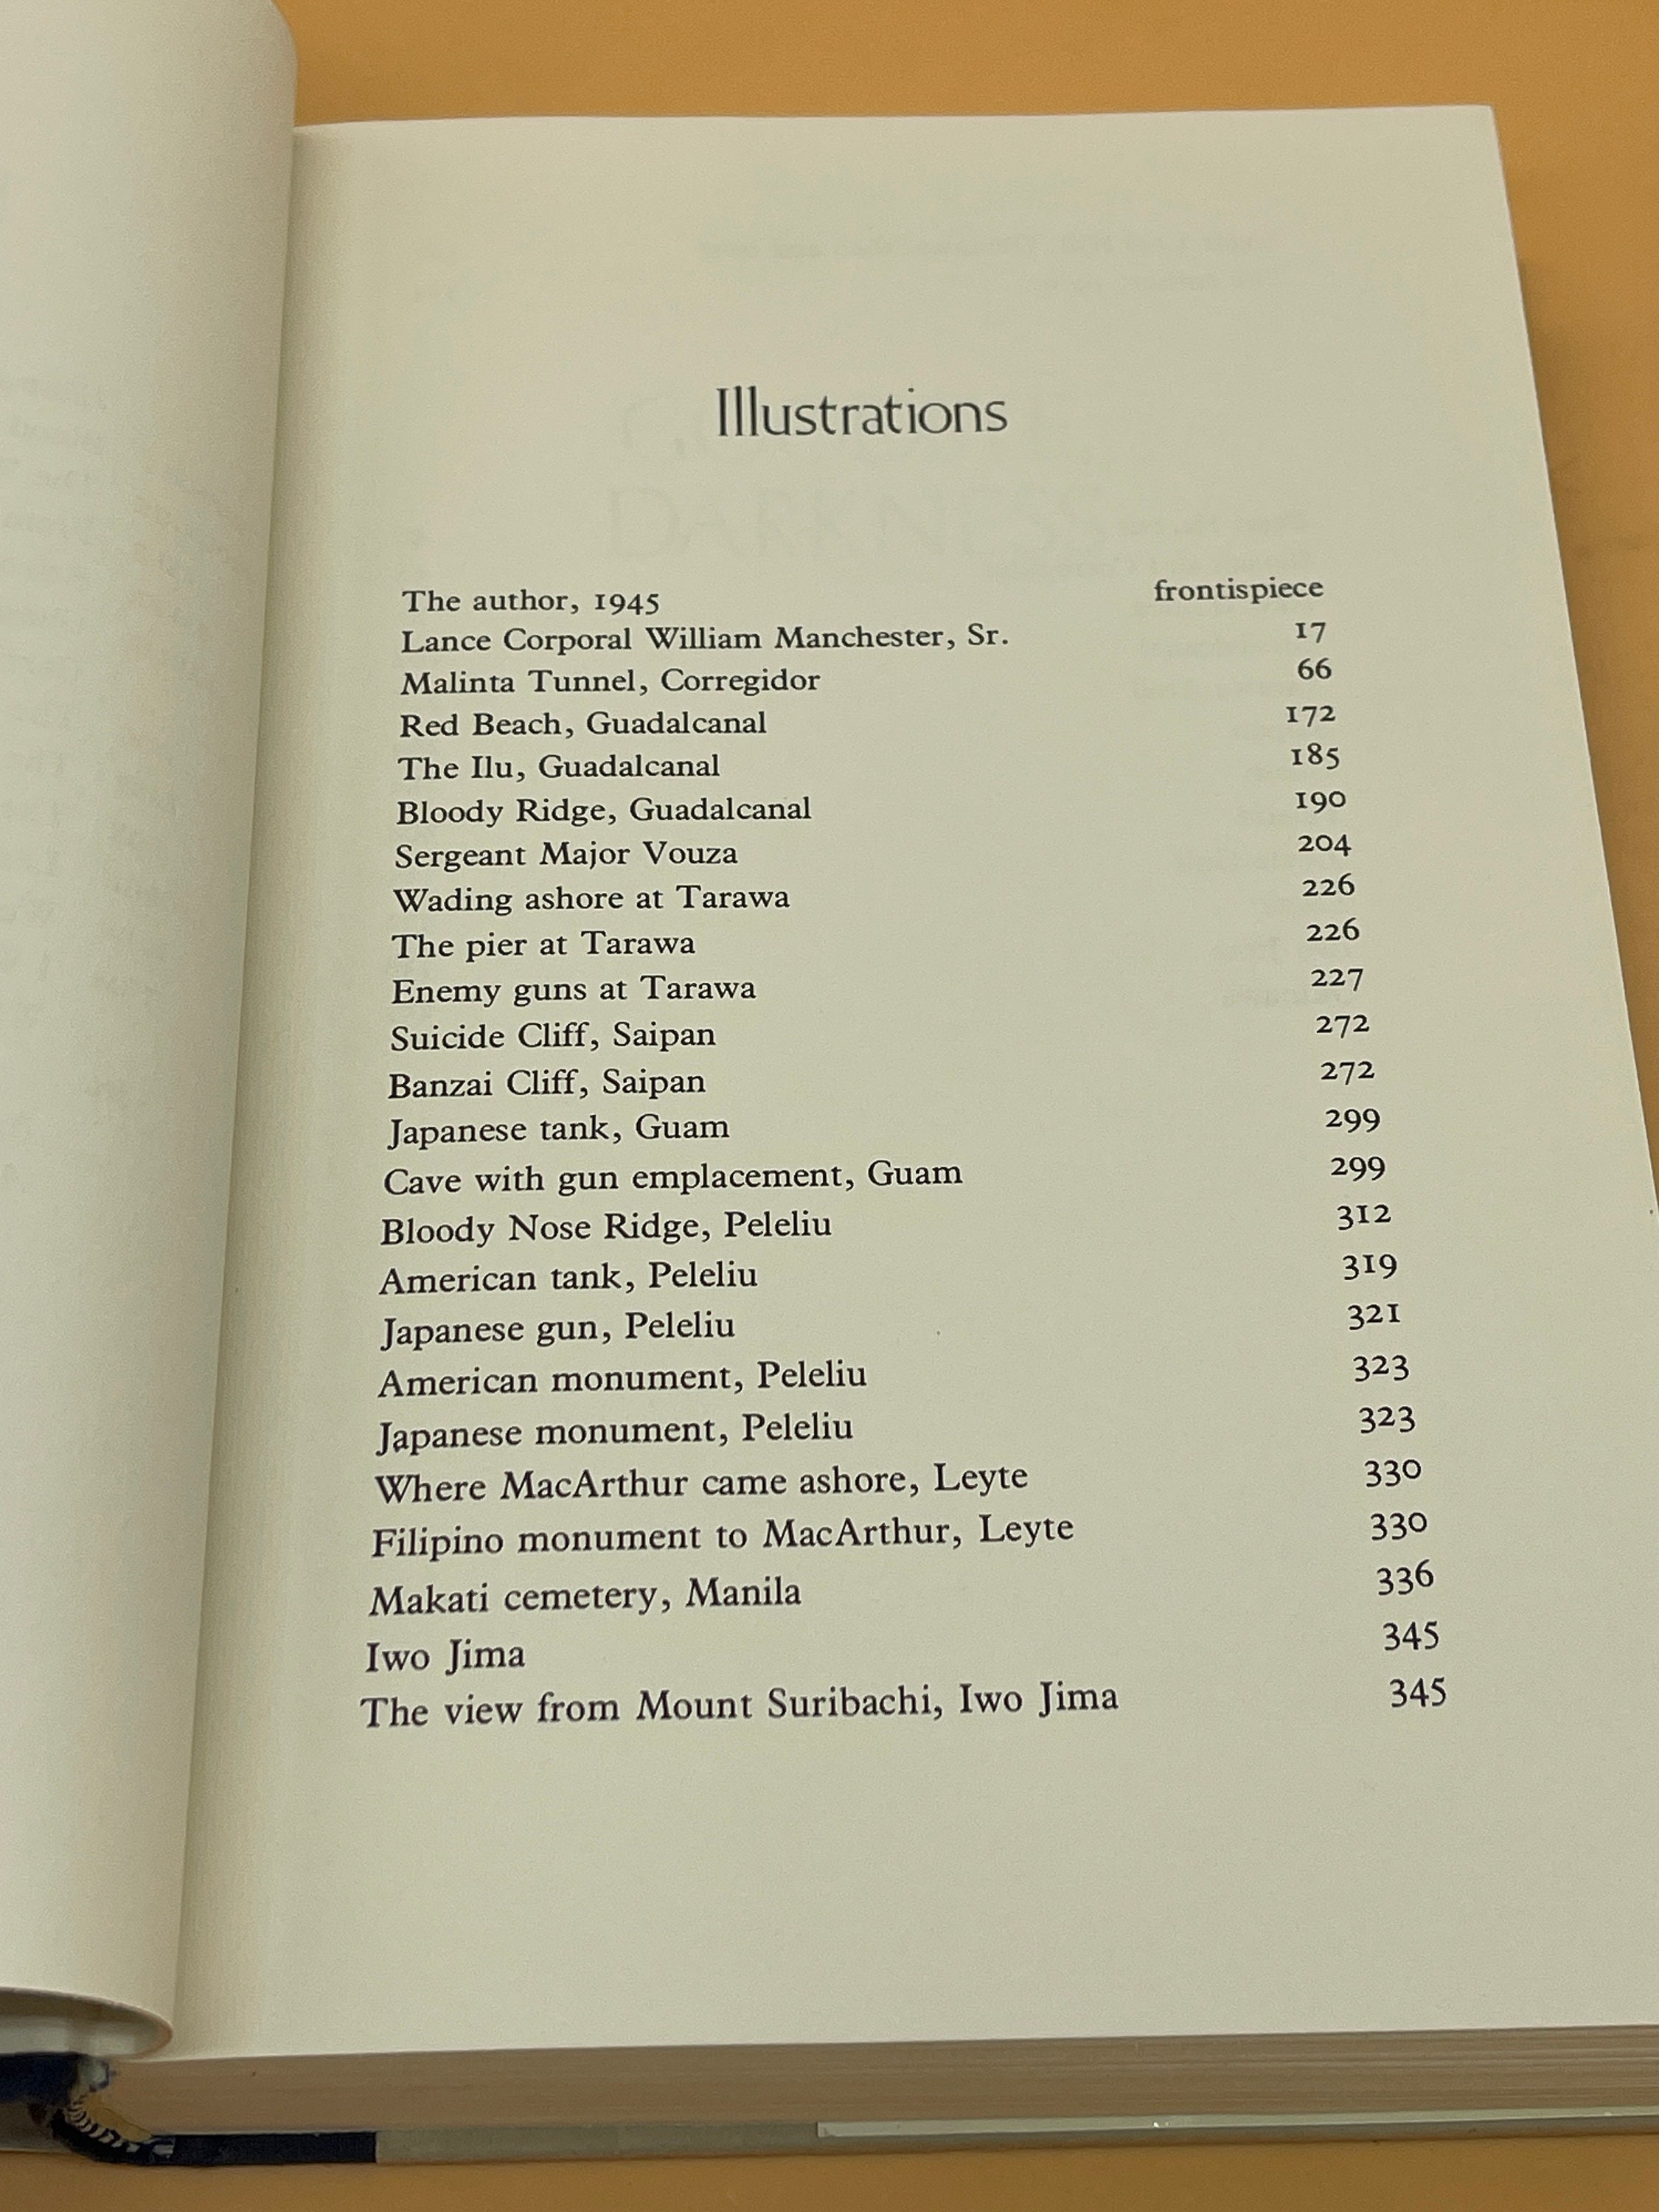 Illustrations
The author, 1945 frontispiece
Lance Corporal William Manchester, Sr. 17
Malinta Tunnel, Corregidor 66
Red Beach, Guadalcanal 172
The Ilu, Guadalcanal 185
Bloody Ridge, Guadalcanal 190
Sergeant Major Vouza 204
Wading ashore at Tarawa 226
The pier at Tarawa 226
Enemy guns at Tarawa 227
Suicide Cliff, Saipan 272
Banzai Cliff, Saipan 272
Japanese tank, Guam 299
Cave with gun emplacement, Guam 299
Bloody Nose Ridge, Peleliu 312
American tank, Peleliu 319
Japanese gun, Peleliu 321
American monument, Peleliu 323
Japanese monument, Peleliu 323
Where MacArthur came ashore, Leyte 330
Filipino monument to MacArthur, Leyte 330
Makati cemetery, Manila 336
Iwo Jima 345
The view from Mount Suribachi, Iwo Jima 345